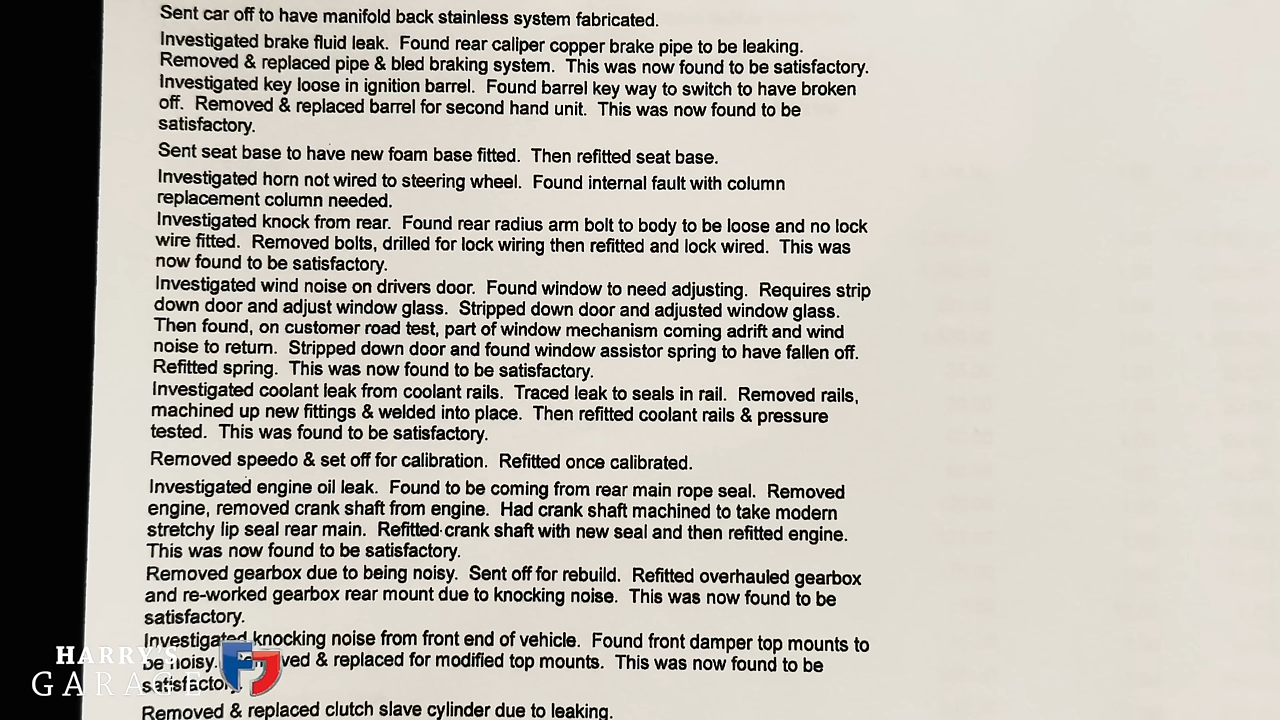 Sent car off to have manifold back stainless system fabricated.
Investigated brake fluid leak. Found rear caliper copper brake pipe to be leaking.
Removed & replaced pipe & bled braking system. This was now found to be satisfactory.
Investigated key loose in ignition barrel. Found barrel key way to switch to have broken
off. Removed & replaced barrel for second hand unit. This was now found to be
satisfactory.
Sent seat base to have new foam base fitted. Then refitted seat base.
Investigated horn not wired to steering wheel. Found internal fault with column
replacement column needed.
Investigated knock from rear. Found rear radius arm bolt to body to be loose and no lock
wire fitted. Removed bolts, drilled for lock wiring then refitted and lock wired. This was
now found to be satisfactory.
Investigated wind noise on drivers door. Found window to need adjusting. Requires strip
down door and adjust window glass. Stripped down door and adjusted window glass.
Then found, on customer road test, part of window mechanism coming adrift and wind
noise to return. Stripped down door and found window assistor spring to have fallen off.
Refitted spring. This was now found to be satisfactory.
Investigated coolant leak from coolant rails. Traced leak to seals in rail. Removed rails,
machined up new fittings & welded into place. Then refitted coolant rails & pressure
tested. This was found to be satisfactory.
Removed speedo & set off for calibration. Refitted once calibrated.
Investigated engine oil leak. Found to be coming from rear main rope seal. Removed
engine, removed crank shaft from engine. Had crank shaft machined to take modern
stretchy lip seal rear main. Refitted crank shaft with new seal and then refitted engine.
This was now found to be satisfactory.
Removed gearbox due to being noisy. Sent off for rebuild. Refitted overhauled gearbox
and re-worked gearbox rear mount due to knocking noise. This was now found to be
satisfactory.
Investigated knocking noise from front end of vehicle. Found front damper top mounts to
be noisy. Removed & replaced for modified top mounts. This was now found to be
satisfactory.
Removed & replaced clutch slave cylinder due to leaking.
HARRY'S
GARAGE